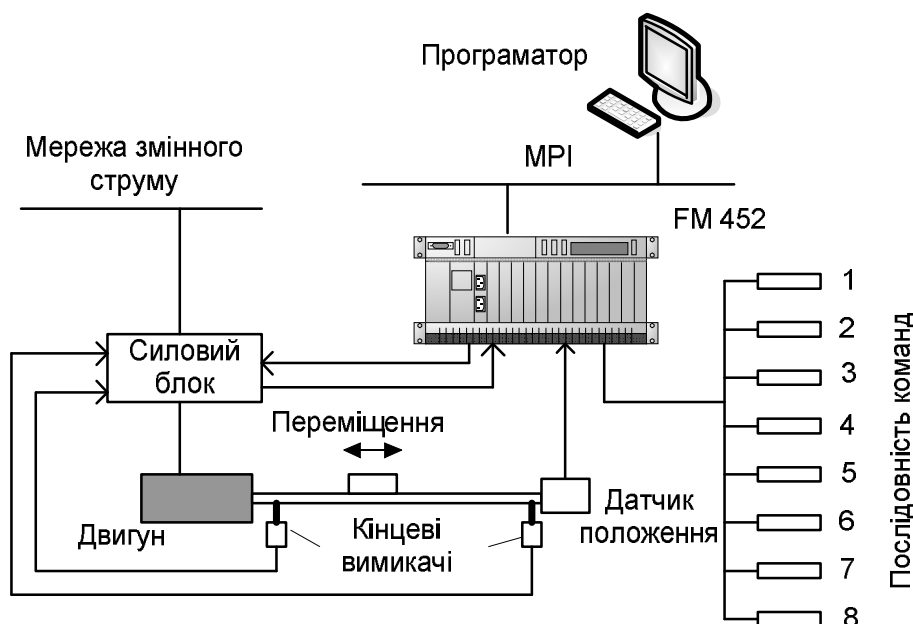 Програматор
Мережа змінного
струму
MPI
FM 452
Силовий
блок
Переміщення
Двигун
Кінцеві
вимикачі
Датчик
положення
1
2
3
4
5
6
7
8
Послідовність команд